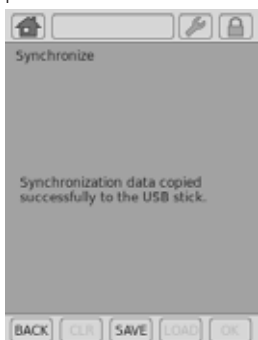 Synchronize
Synchronization data copied
successfully to the USB stick.
BACK CLR SAVE LOAD OK